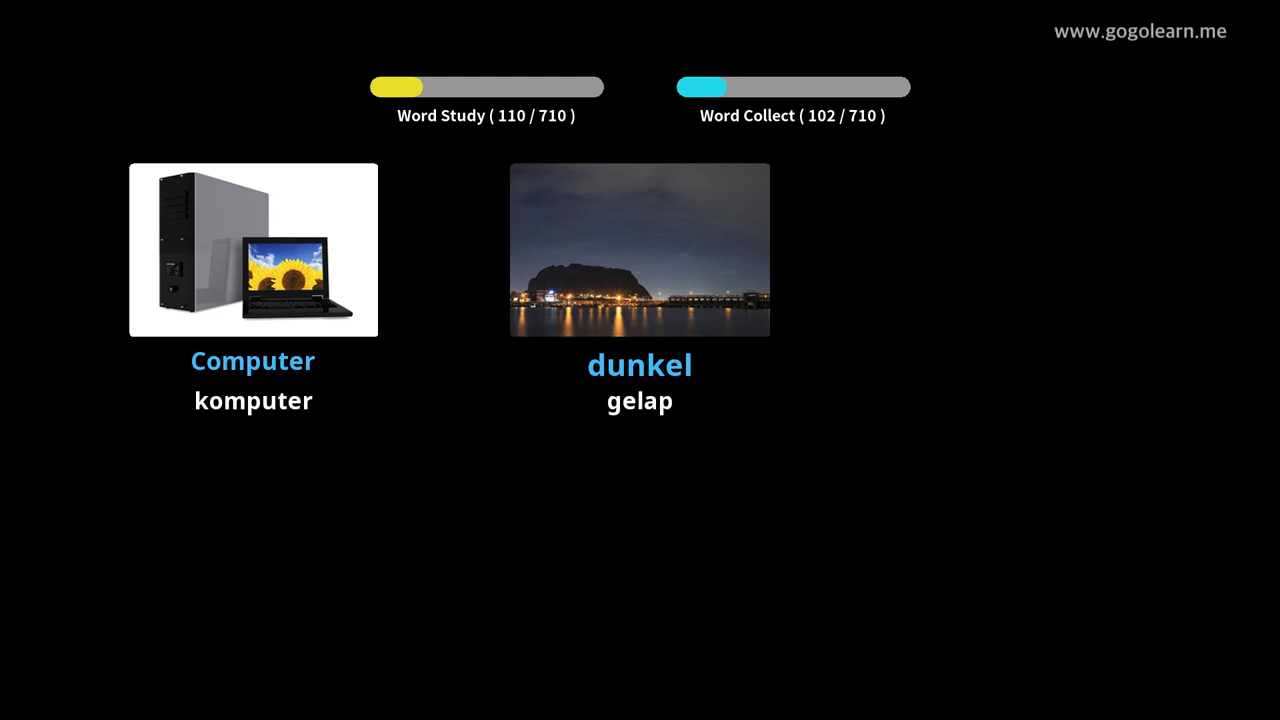 www.gogolearn.me
Word Study ( 110 / 710 )
Word Collect ( 102 / 710 )
Computer
komputer
dunkel
gelap